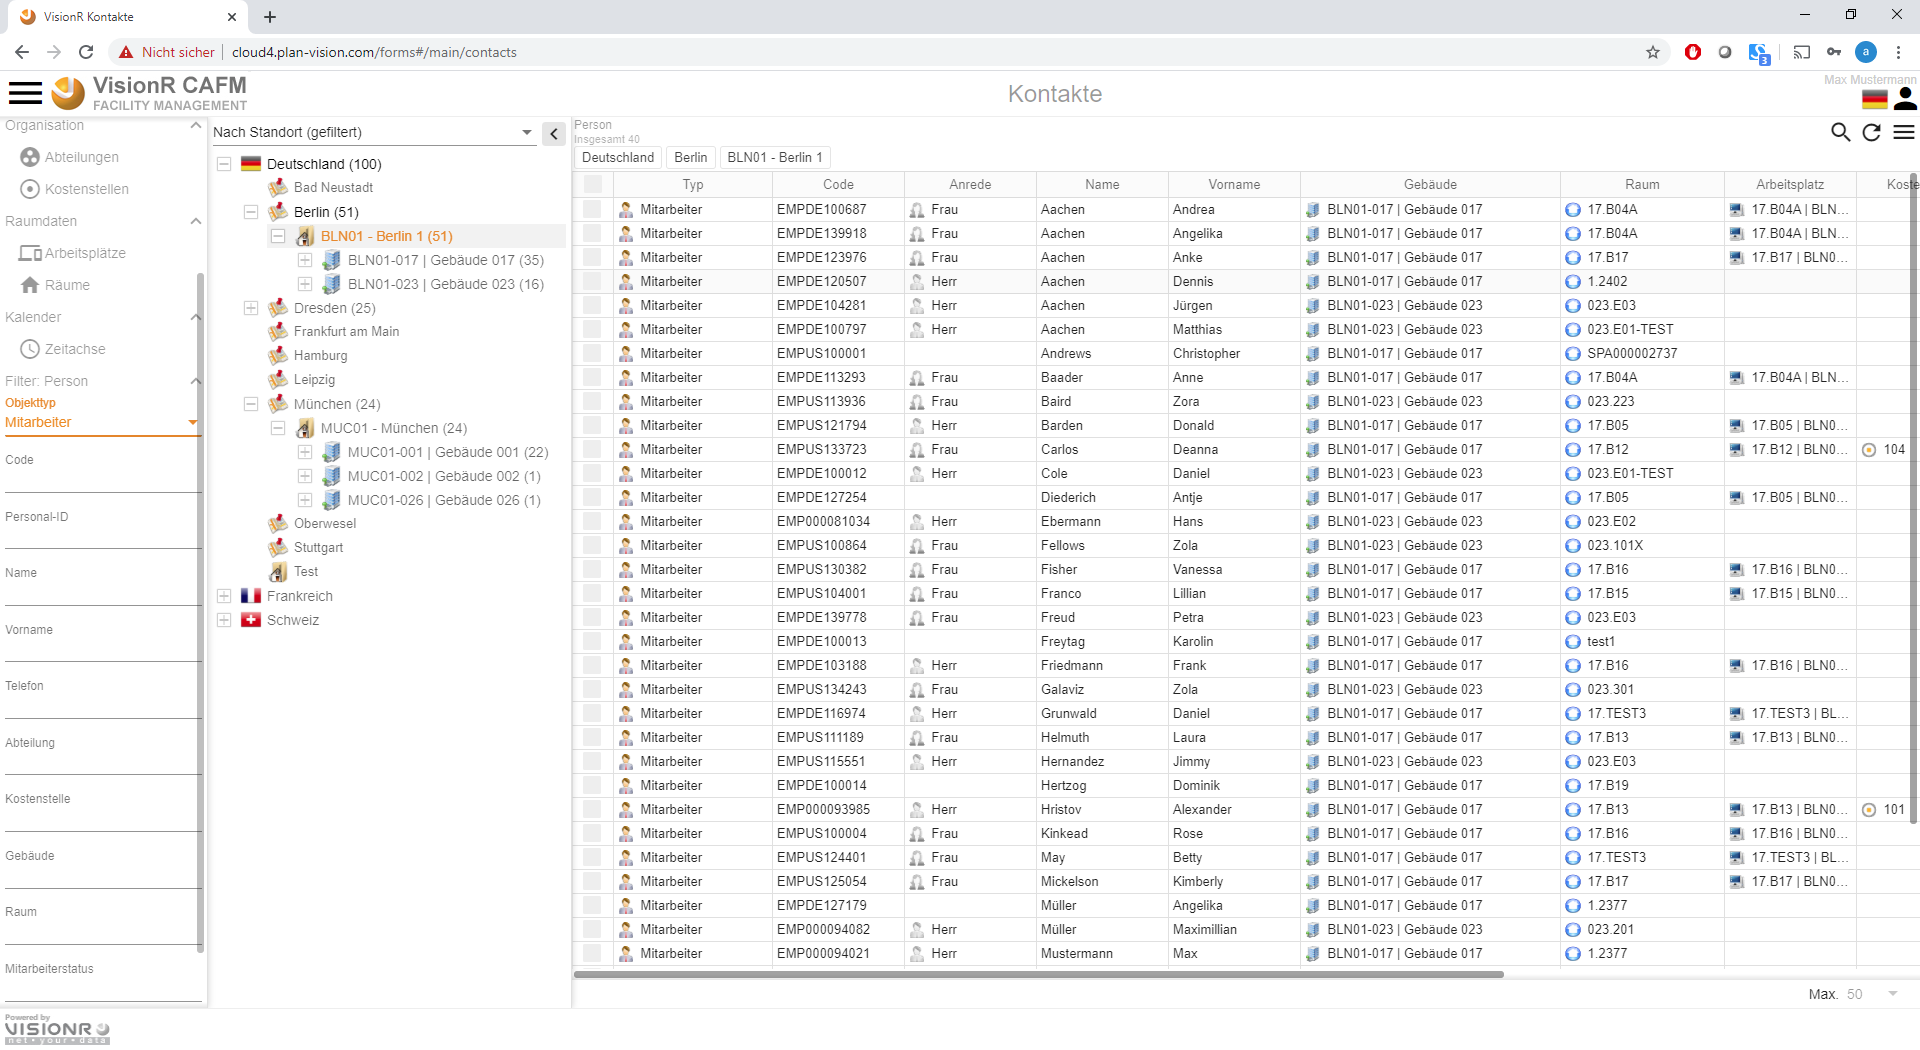 VisionR Kontakte
Nicht sicher cloud4.plan-vision.com/forms#/main/contacts
3
a
VisionR CAFM
FACILITY MANAGEMENT
Kontakte
Max Mustermann
Organisation
Abteilungen
Kostenstellen
Raumdaten
Arbeitsplätze
Räume
Kalender
Zeitachse
Filter: Person
Objekttyp
Mitarbeiter
Code
Personal-ID
Name
Vorname
Telefon
Abteilung
Kostenstelle
Gebäude
Raum
Mitarbeiterstatus
Nach Standort (gefiltert)
Deutschland (100)
Bad Neustadt
Berlin (51)
BLN01 - Berlin 1 (51)
BLN01-017 | Gebäude 017 (35)
BLN01-023 | Gebäude 023 (16)
Dresden (25)
Frankfurt am Main
Hamburg
Leipzig
München (24)
MUC01 - München (24)
MUC01-001 | Gebäude 001 (22)
MUC01-002 | Gebäude 002 (1)
MUC01-026 | Gebäude 026 (1)
Oberwesel
Stuttgart
Test
Frankreich
Schweiz
Person
Insgesamt 40
Deutschland Berlin BLN01 - Berlin 1
Typ Code Anrede Name Vorname Gebäude Raum Arbeitsplatz Koste
Mitarbeiter EMPDE100687 Frau Aachen Andrea BLN01-017 | Gebäude 017 17.B04A 17.B04A | BLN...
Mitarbeiter EMPDE139918 Frau Aachen Angelika BLN01-017 | Gebäude 017 17.B04A 17.B04A | BLN...
Mitarbeiter EMPDE123976 Frau Aachen Anke BLN01-017 | Gebäude 017 17.B17 17.B17 | BLN0...
Mitarbeiter EMPDE120507 Herr Aachen Dennis BLN01-017 | Gebäude 017 1.2402
Mitarbeiter EMPDE104281 Herr Aachen Jürgen BLN01-023 | Gebäude 023 023.E03
Mitarbeiter EMPDE100797 Herr Aachen Matthias BLN01-023 | Gebäude 023 023.E01-TEST
Mitarbeiter EMPUS100001 Andrews Christopher BLN01-017 | Gebäude 017 SPA000002737
Mitarbeiter EMPDE113293 Frau Baader Anne BLN01-017 | Gebäude 017 17.B04A 17.B04A | BLN...
Mitarbeiter EMPUS113936 Frau Baird Zora BLN01-023 | Gebäude 023 023.223
Mitarbeiter EMPUS121794 Herr Barden Donald BLN01-017 | Gebäude 017 17.B05 17.B05 | BLN0...
Mitarbeiter EMPUS133723 Frau Carlos Deanna BLN01-017 | Gebäude 017 17.B12 17.B12 | BLN0... 104
Mitarbeiter EMPDE100012 Herr Cole Daniel BLN01-023 | Gebäude 023 023.E01-TEST
Mitarbeiter EMPDE127254 Diederich Antje BLN01-017 | Gebäude 017 17.B05 17.B05 | BLN0...
Mitarbeiter EMP000081034 Herr Ebermann Hans BLN01-023 | Gebäude 023 023.E02
Mitarbeiter EMPUS100864 Frau Fellows Zola BLN01-023 | Gebäude 023 023.101X
Mitarbeiter EMPUS130382 Frau Fisher Vanessa BLN01-017 | Gebäude 017 17.B16 17.B16 | BLN0...
Mitarbeiter EMPUS104001 Frau Franco Lillian BLN01-017 | Gebäude 017 17.B15 17.B15 | BLN0...
Mitarbeiter EMPDE139778 Frau Freud Petra BLN01-023 | Gebäude 023 023.E03
Mitarbeiter EMPDE100013 Freytag Karolin BLN01-017 | Gebäude 017 test1
Mitarbeiter EMPDE103188 Herr Friedmann Frank BLN01-017 | Gebäude 017 17.B16 17.B16 | BLN0...
Mitarbeiter EMPUS134243 Frau Galaviz Zola BLN01-023 | Gebäude 023 023.301
Mitarbeiter EMPDE116974 Herr Grunwald Daniel BLN01-017 | Gebäude 017 17.TEST3 17.TEST3 | BL...
Mitarbeiter EMPUS111189 Frau Helmuth Laura BLN01-017 | Gebäude 017 17.B13 17.B13 | BLN0...
Mitarbeiter EMPUS115551 Herr Hernandez Jimmy BLN01-023 | Gebäude 023 023.E03
Mitarbeiter EMPDE100014 Hertzog Dominik BLN01-017 | Gebäude 017 17.B19
Mitarbeiter EMP000093985 Herr Hristov Alexander BLN01-017 | Gebäude 017 17.B13 17.B13 | BLN0... 101
Mitarbeiter EMPUS100004 Frau Kinkead Rose BLN01-017 | Gebäude 017 17.B16 17.B16 | BLN0...
Mitarbeiter EMPUS124401 Frau May Betty BLN01-017 | Gebäude 017 17.TEST3 17.TEST3 | BL...
Mitarbeiter EMPUS125054 Frau Mickelson Kimberly BLN01-017 | Gebäude 017 17.B17 17.B17 | BLN0...
Mitarbeiter EMPDE127179 Müller Angelika BLN01-017 | Gebäude 017 1.2377
Mitarbeiter EMP000094082 Herr Müller Maximillian BLN01-023 | Gebäude 023 023.201
Mitarbeiter EMP000094021 Herr Mustermann Max BLN01-017 | Gebäude 017 1.2377
Max. 50
Powered by
VISIONR
net • your • data